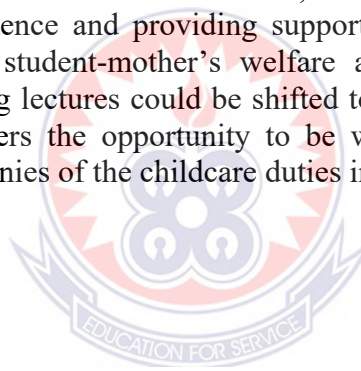 ence and providing support
student-mother's welfare a
g lectures could be shifted to
ers the opportunity to be w
nies of the childcare duties i
EDUCATION FOR SERVICE